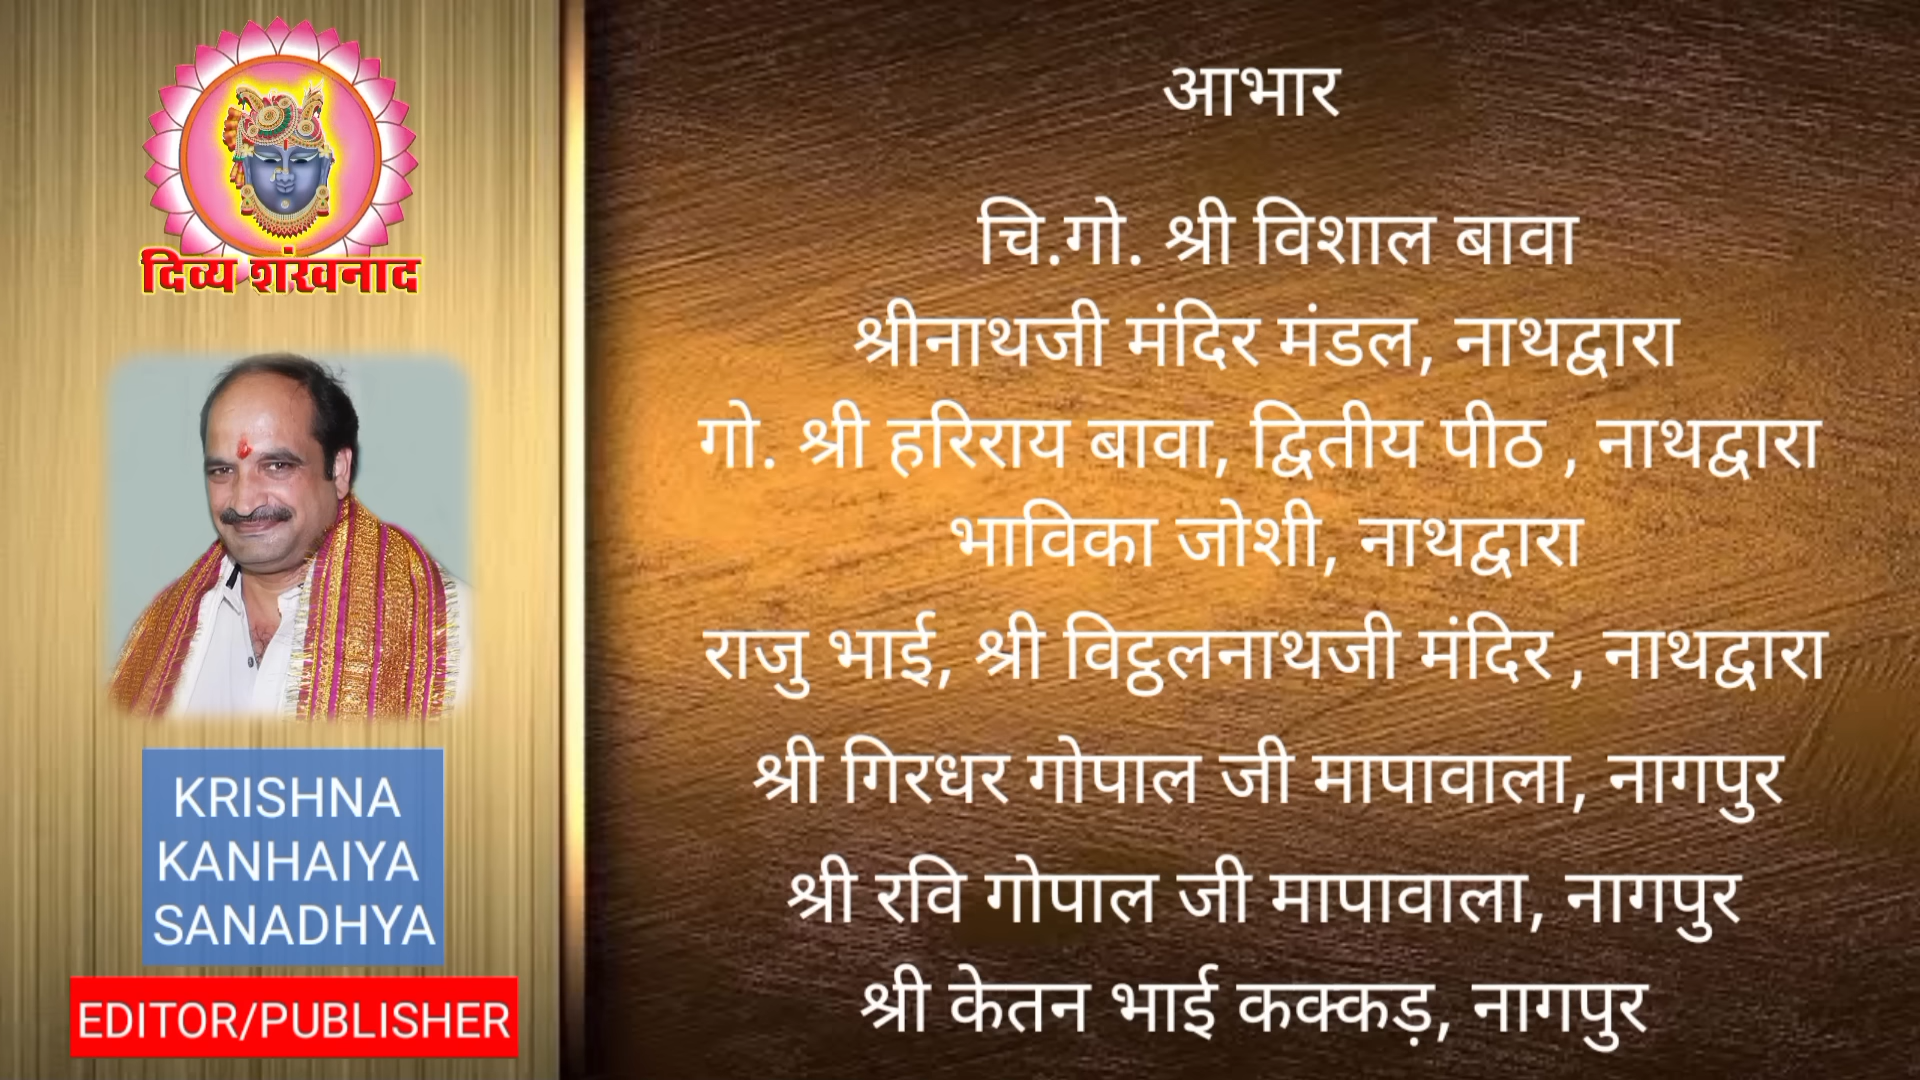 दिव्य शंखनाद
KRISHNA
KANHAIYA
SANADHYA
EDITOR/PUBLISHER
आभार
चि.गो. श्री विशाल बावा
श्रीनाथजी मंदिर मंडल, नाथद्वारा
गो. श्री हरिराय बावा, द्वितीय पीठ , नाथद्वारा
भाविका जोशी, नाथद्वारा
राजु भाई, श्री विट्ठलनाथजी मंदिर , नाथद्वारा
श्री गिरधर गोपाल जी मापावाला, नागपुर
श्री रवि गोपाल जी मापावाला, नागपुर
श्री केतन भाई कक्कड़, नागपुर